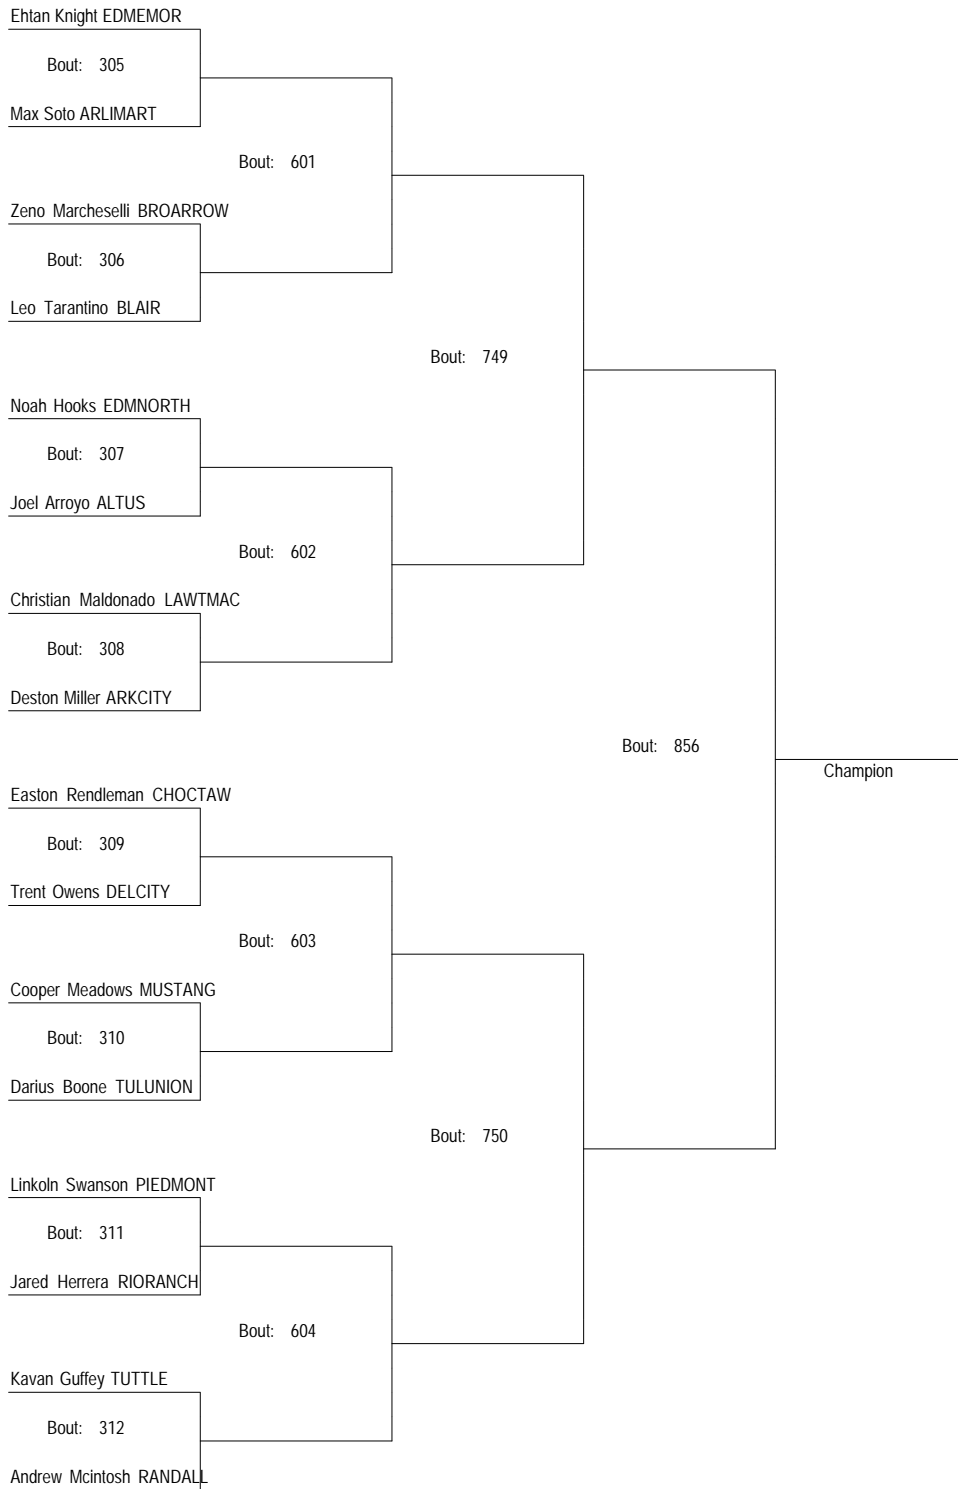 Ehtan Knight EDMEMOR
Bout: 305
Max Soto ARLIMART
Bout: 601
Zeno Marcheselli BROARROW
Bout: 306
Leo Tarantino BLAIR
Bout: 749
Noah Hooks EDMNORTH
Bout: 307
Joel Arroyo ALTUS
Bout: 602
Christian Maldonado LAWTMAC
Bout: 308
Deston Miller ARKCITY
Bout: 856
Champion
Easton Rendleman CHOCTAW
Bout: 309
Trent Owens DELCITY
Bout: 603
Cooper Meadows MUSTANG
Bout: 310
Darius Boone TULUNION
Bout: 750
Linkoln Swanson PIEDMONT
Bout: 311
Jared Herrera RIORANCH
Bout: 604
Kavan Guffey TUTTLE
Bout: 312
Andrew Mcintosh RANDALL